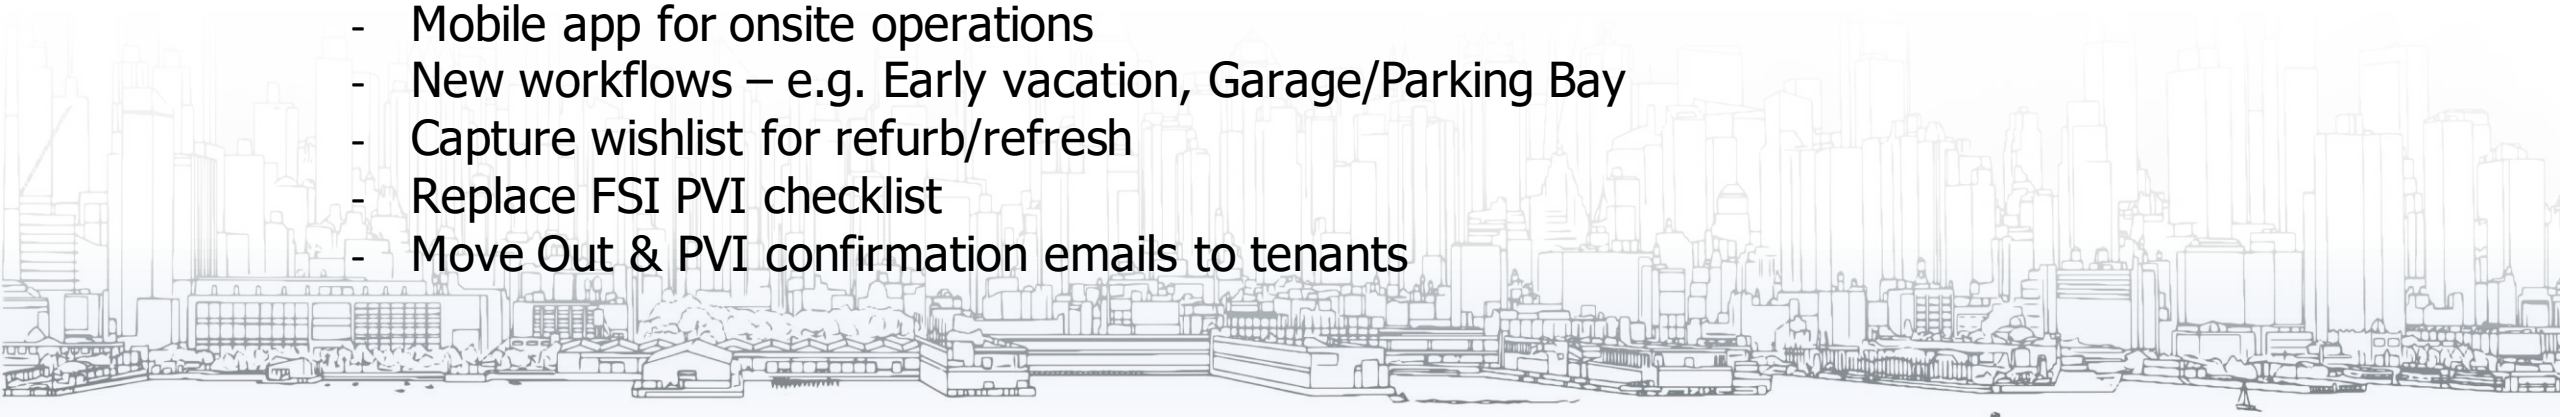 - Mobile app for onsite operations
- New workflows – e.g. Early vacation, Garage/Parking Bay
- Capture wishlist for refurb/refresh
- Replace FSI PVI checklist
- Move Out & PVI confirmation emails to tenants